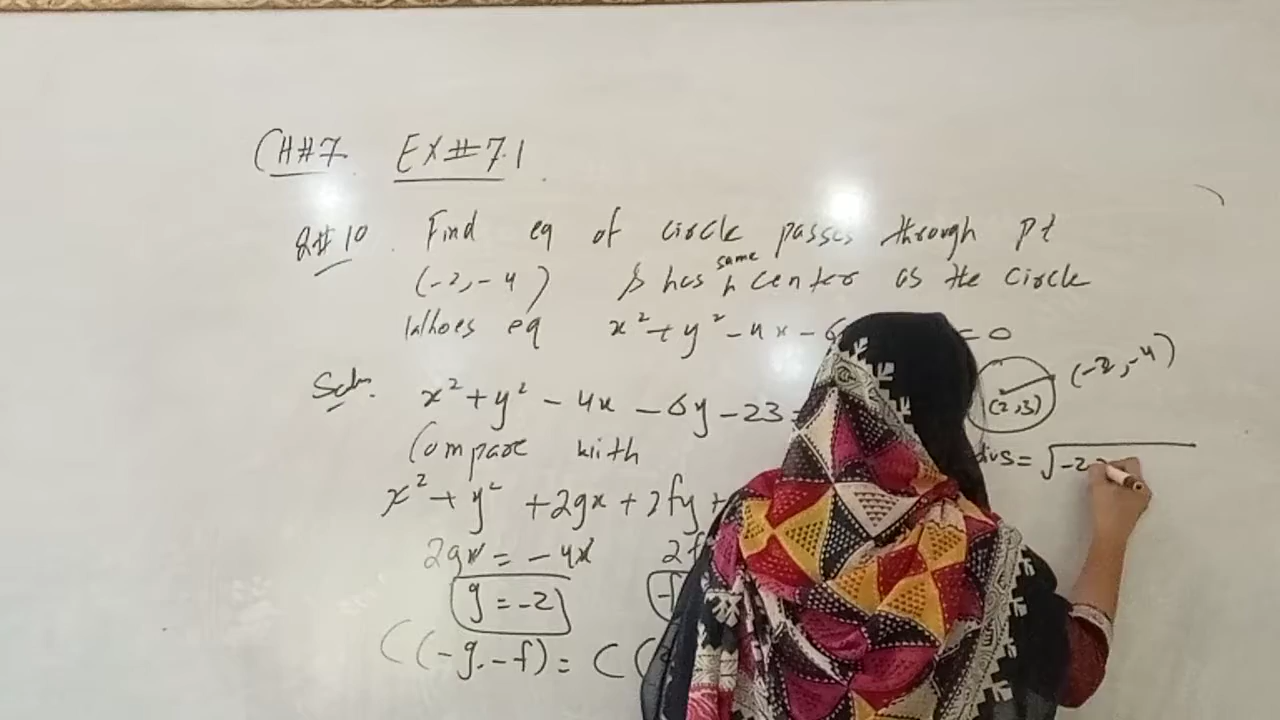 CH#7 EX#7.1
Q#10. Find eq of circle passes through pt
(-2,-4) & has same center as the circle
whoes eq x²+y²-4x-6 =0
Soln. x²+y²-4x-6y-23=
(2,3) (-2,-4)
Compare with
dius=√-2
x²+y²+2gx+2fy+
2gx=-4x 2f
g=-2
C(-g,-f)=C(